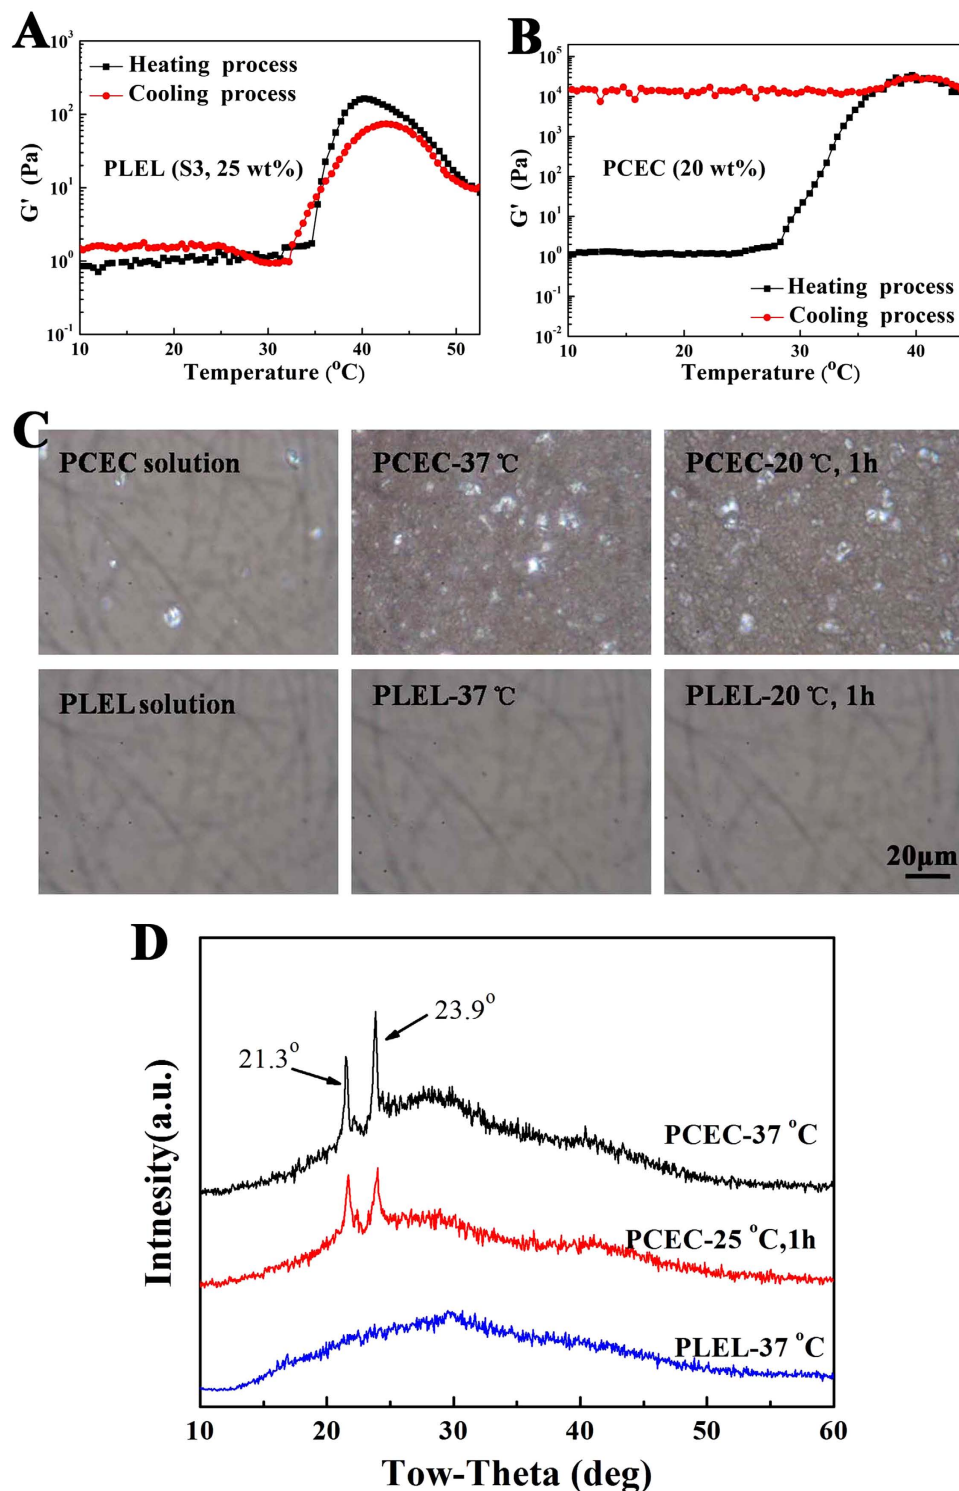 A
10³
10²
10¹
10⁰
10⁻¹
G' (Pa)
Heating process
Cooling process
PLEL (S3, 25 wt%)
10 20 30 40 50
Temperature (°C)
B
10⁵
10⁴
10³
10²
10¹
10⁰
10⁻¹
10⁻²
G' (Pa)
PCEC (20 wt%)
Heating process
Cooling process
10 20 30 40
Temperature (°C)
C
PCEC solution
PCEC-37 ℃
PCEC-20 ℃, 1h
PLEL solution
PLEL-37 ℃
PLEL-20 ℃, 1h
20μm
D
Intnesity(a.u.)
21.3°
23.9°
PCEC-37 °C
PCEC-25 °C,1h
PLEL-37 °C
10 20 30 40 50 60
Tow-Theta (deg)